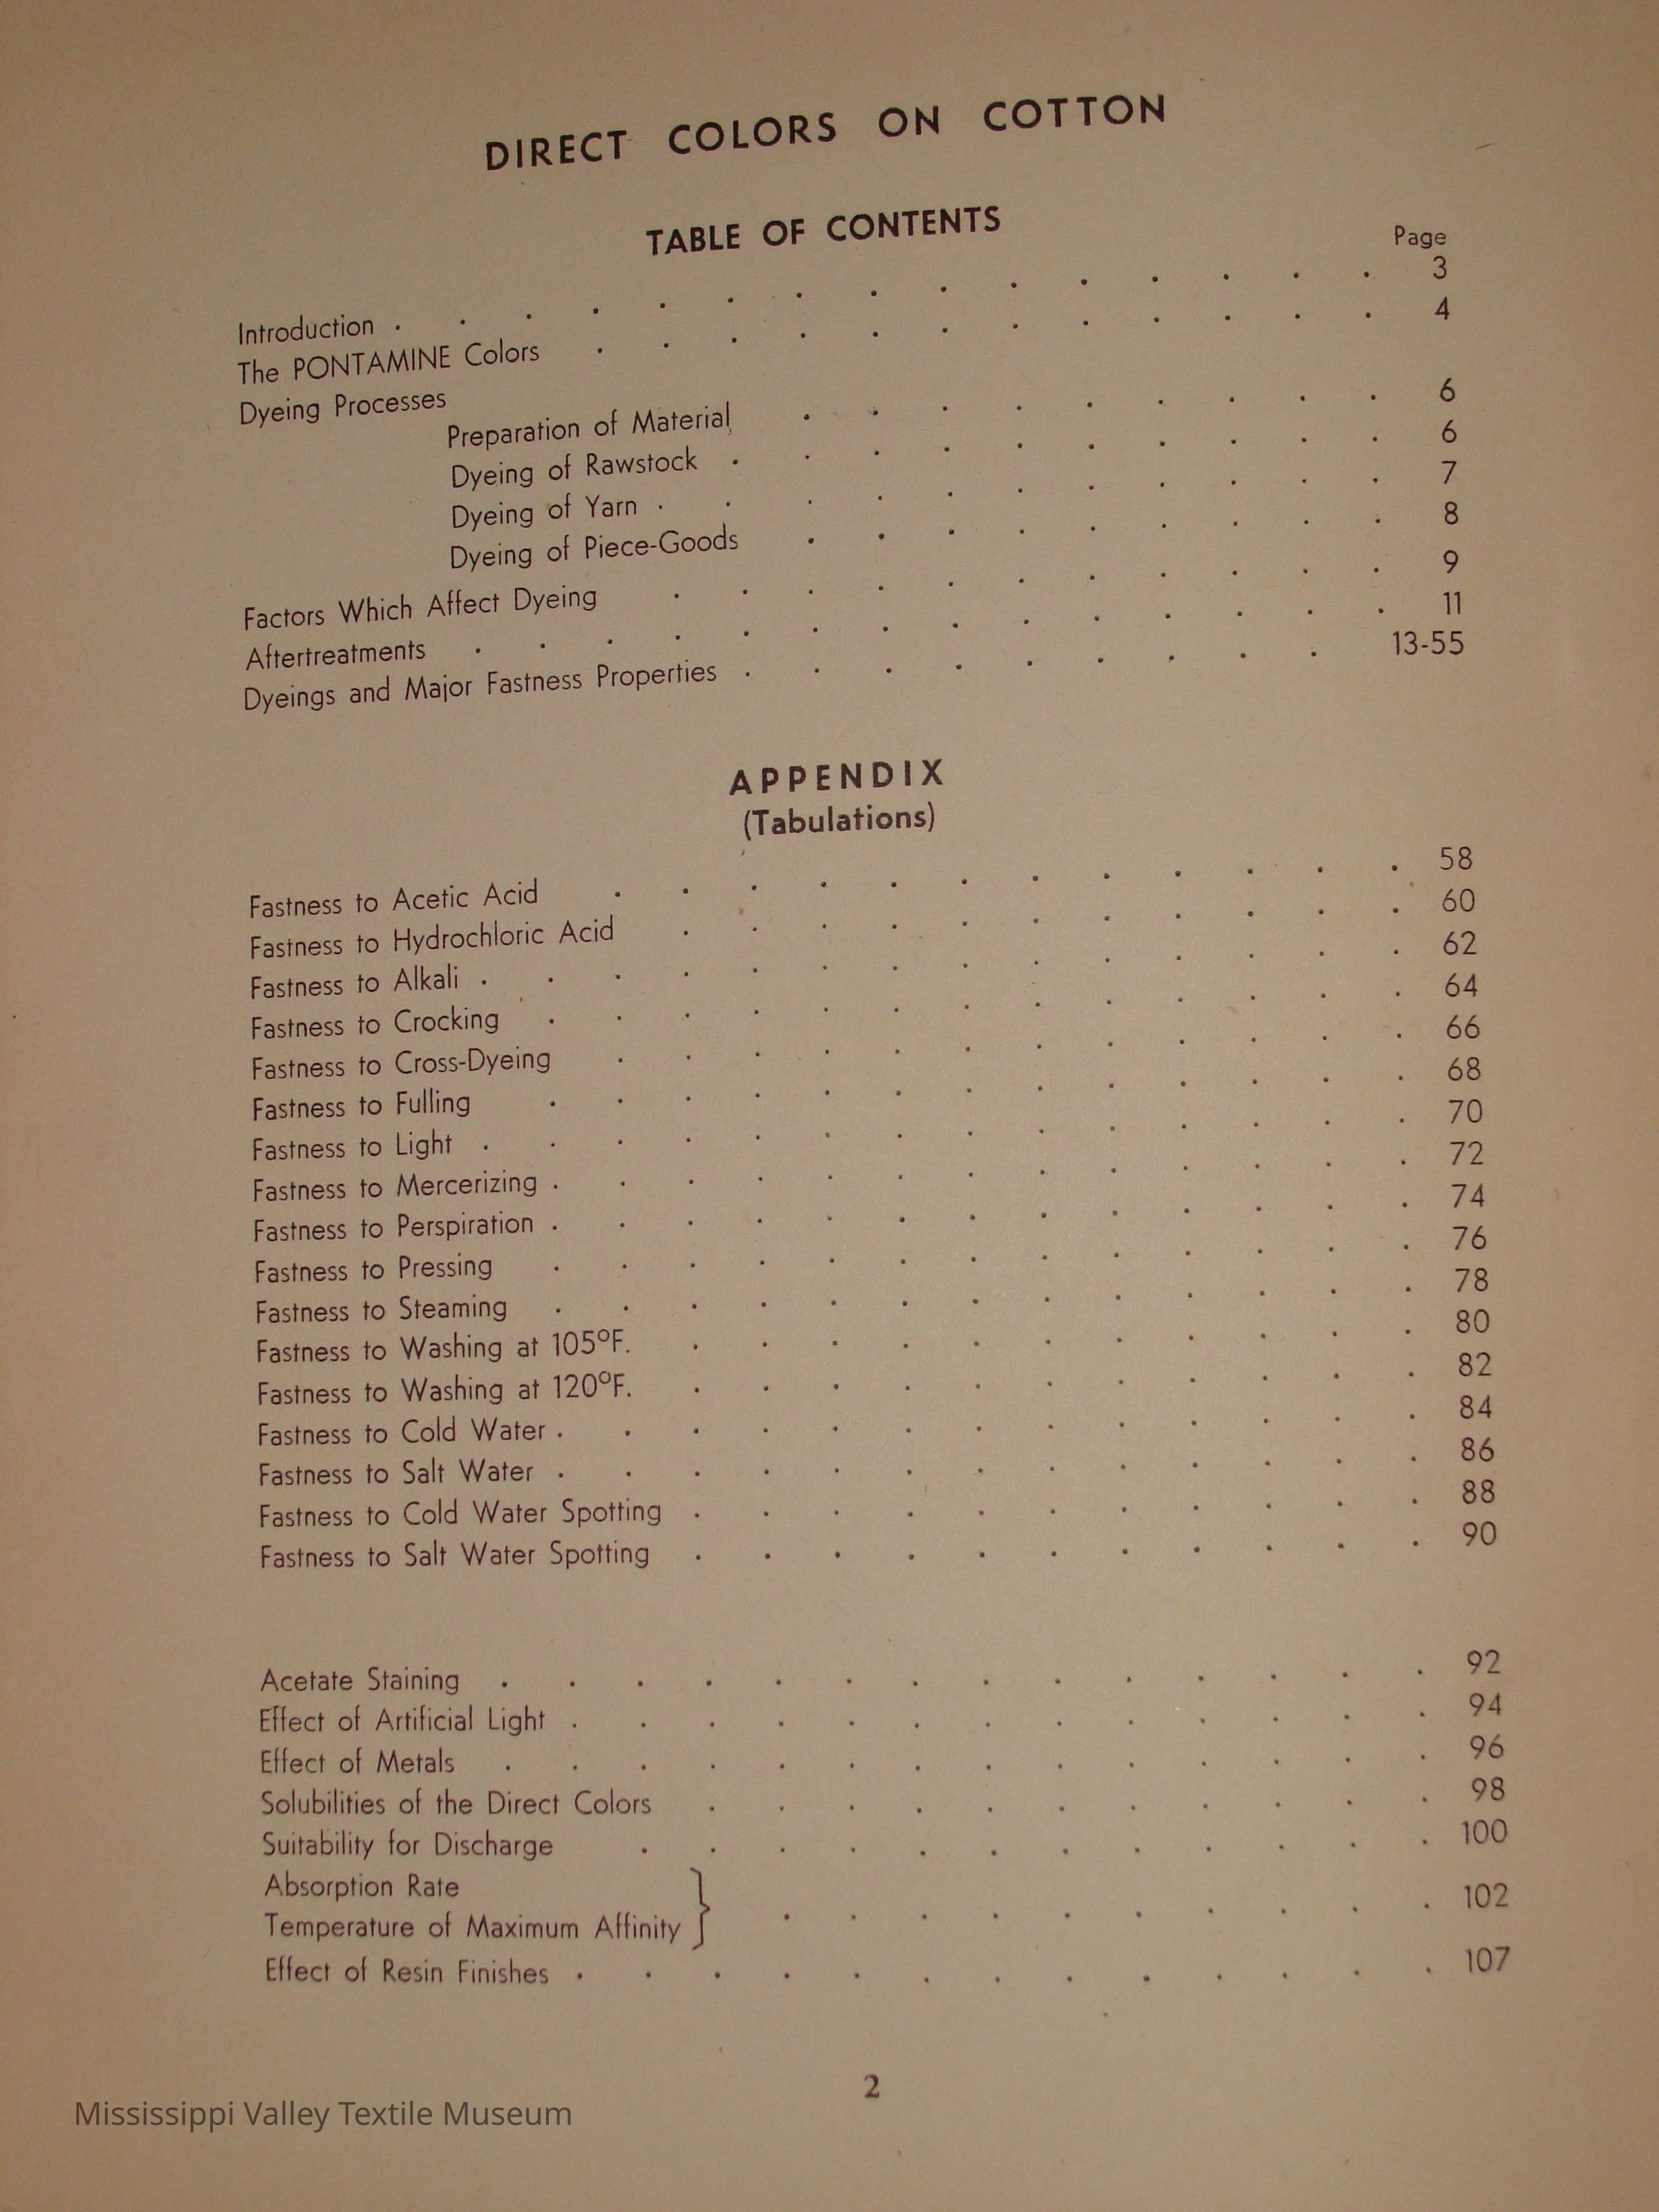 DIRECT COLORS ON COTTON
TABLE OF CONTENTS
Page
Introduction . . . . . . . . . . . . . . . 3
The PONTAMINE Colors . . . . . . . . . . . . 4
Dyeing Processes
Preparation of Material . . . . . . . . . 6
Dyeing of Rawstock . . . . . . . . . . 6
Dyeing of Yarn . . . . . . . . . . . 7
Dyeing of Piece-Goods . . . . . . . . . 8
Factors Which Affect Dyeing . . . . . . . . . . . 9
Aftertreatments . . . . . . . . . . . . . . 11
Dyeings and Major Fastness Properties . . . . . . . . . 13-55
APPENDIX
(Tabulations)
Fastness to Acetic Acid . . . . . . . . . . . . 58
Fastness to Hydrochloric Acid . . . . . . . . . . . 60
Fastness to Alkali . . . . . . . . . . . . . . 62
Fastness to Crocking . . . . . . . . . . . . . 64
Fastness to Cross-Dyeing . . . . . . . . . . . . 66
Fastness to Fulling . . . . . . . . . . . . . 68
Fastness to Light . . . . . . . . . . . . . . 70
Fastness to Mercerizing . . . . . . . . . . . . . 72
Fastness to Perspiration . . . . . . . . . . . . . 74
Fastness to Pressing . . . . . . . . . . . . . 76
Fastness to Steaming . . . . . . . . . . . . . 78
Fastness to Washing at 105°F. . . . . . . . . . . . 80
Fastness to Washing at 120°F. . . . . . . . . . . . 82
Fastness to Cold Water . . . . . . . . . . . . . 84
Fastness to Salt Water . . . . . . . . . . . . . 86
Fastness to Cold Water Spotting . . . . . . . . . . . 88
Fastness to Salt Water Spotting . . . . . . . . . . . 90
Acetate Staining . . . . . . . . . . . . . . 92
Effect of Artificial Light . . . . . . . . . . . . . 94
Effect of Metals . . . . . . . . . . . . . . 96
Solubilities of the Direct Colors . . . . . . . . . . . 98
Suitability for Discharge . . . . . . . . . . . . 100
Absorption Rate
Temperature of Maximum Affinity } . . . . . . . . . . 102
Effect of Resin Finishes . . . . . . . . . . . . . 107
2
Mississippi Valley Textile Museum